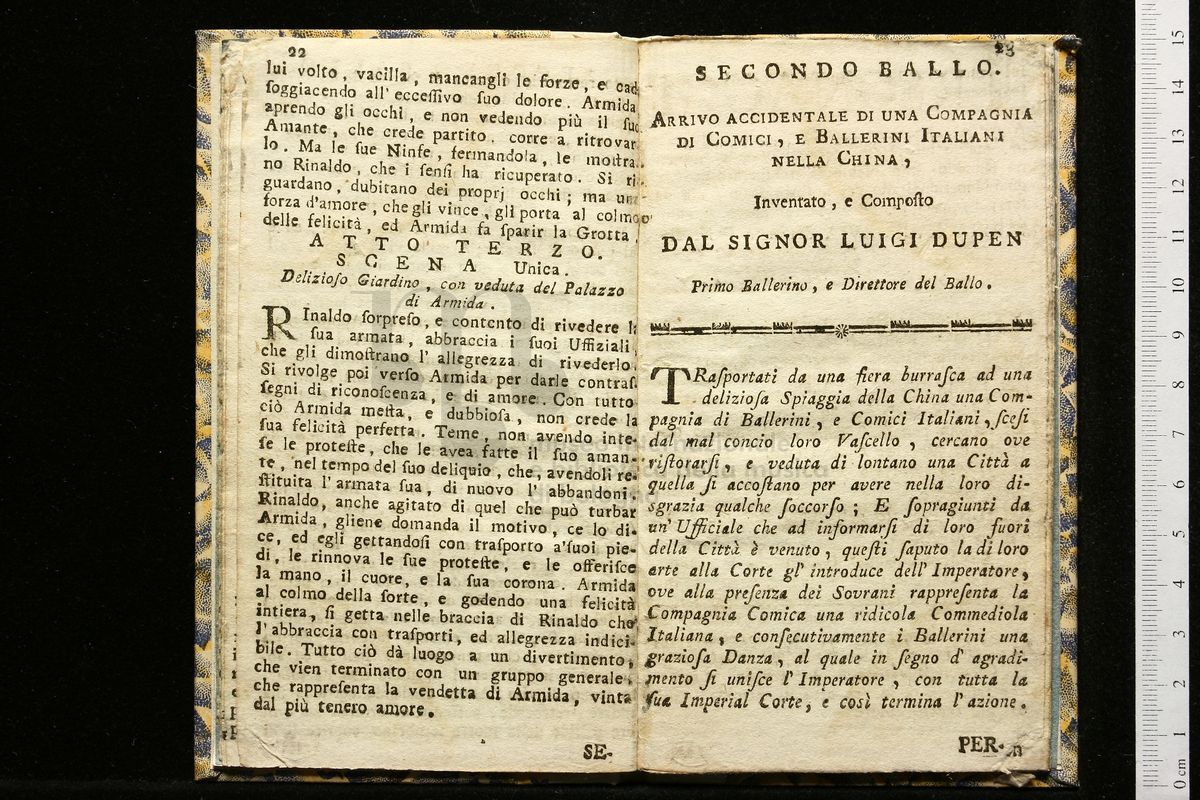 22
lui volto, vacilla, mancangli le forze, e cad
ſoggiacendo all' ecceſſivo ſuo dolore. Armida
aprendo gli occhi, e non vedendo più il ſuo
Amante, che crede partito, corre a ritrovar
lo. Ma le ſue Ninfe, fermandola, le moſtra
no Rinaldo, che i ſenſi ha ricuperato. Si ri
guardano, dubitano dei proprj occhi; ma una
forza d'amore, che gli vince, gli porta al colmo
delle felicità, ed Armida fa ſparir la Grotta.
ATTO TERZO.
SCENA Unica.
Delizioſo Giardino, con veduta del Palazzo
di Armida.
RInaldo ſorpreſo, e contento di rivedere la
ſua armata, abbraccia i ſuoi Uffiziali,
che gli dimoſtrano l' allegrezza di rivederlo.
Si rivolge poi verſo Armida per darle contraſ.
ſegni di riconoſcenza, e di amore. Con tutto
ciò Armida meſta, e dubbioſa, non crede la
ſua felicità perfetta. Teme, non avendo inte-
ſe le proteſte, che le avea fatte il ſuo aman-
te, nel tempo del ſuo deliquio, che, avendoli re-
ſtituita l' armata ſua, di nuovo l' abbandoni.
Rinaldo, anche agitato di quel che può turbar
Armida, gliene domanda il motivo, ce lo di-
ce, ed egli gettandoſi con traſporto a'ſuoi pie-
di, le rinnova le ſue proteſte, e le offeriſce
la mano, il cuore, e la ſua corona. Armida
al colmo della ſorte, e godendo una felicità
intiera, ſi getta nelle braccia di Rinaldo che
l'abbraccia con traſporti, ed allegrezza indici-
bile. Tutto ciò dà luogo a un divertimento,
che vien terminato con un gruppo generale,
che rappreſenta la vendetta di Armida, vinta
dal più tenero amore.
SE-
23
SECONDO BALLO.
ARRIVO ACCIDENTALE DI UNA COMPAGNIA
DI COMICI, E BALLERINI ITALIANI
NELLA CHINA,
Inventato, e Compoſto
DAL SIGNOR LUIGI DUPEN
Primo Ballerino, e Direttore del Ballo.
TRaſportati da una fiera burraſca ad una
delizioſa Spiaggia della China una Com-
pagnia di Ballerini, e Comici Italiani, ſceſi
dal mal concio loro Vaſcello, cercano ove
riſtorarſi, e veduta di lontano una Città a
quella ſi accoſtano per avere nella loro di-
sgrazia qualche ſoccorſo; E ſopragiunti da
un' Ufficiale che ad informarſi di loro fuori
della Città è venuto, queſti ſaputo la di loro
arte alla Corte gl' introduce dell' Imperatore,
ove alla preſenza dei Sovrani rappreſenta la
Compagnia Comica una ridicola Commediola
Italiana, e conſecutivamente i Ballerini una
grazioſa Danza, al quale in ſegno d' agradi-
mento ſi uniſce l' Imperatore, con tutta la
ſua Imperial Corte, e così termina l' azione.
PER-
0 cm 1 2 3 4 5 6 7 8 9 10 11 12 13 14 15